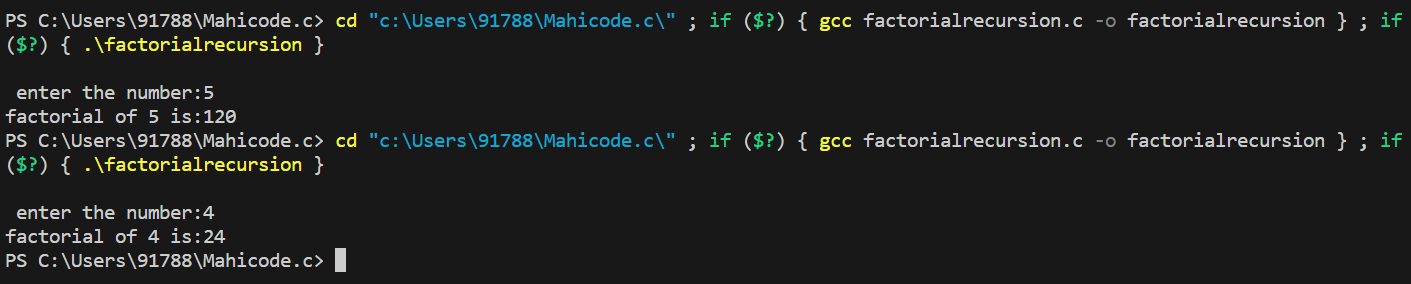 PS C:\Users\91788\Mahicode.c> cd "c:\Users\91788\Mahicode.c\" ; if ($?) { gcc factorialrecursion.c -o factorialrecursion } ; if
($?) { .\factorialrecursion }
enter the number:5
factorial of 5 is:120
PS C:\Users\91788\Mahicode.c> cd "c:\Users\91788\Mahicode.c\" ; if ($?) { gcc factorialrecursion.c -o factorialrecursion } ; if
($?) { .\factorialrecursion }
enter the number:4
factorial of 4 is:24
PS C:\Users\91788\Mahicode.c>